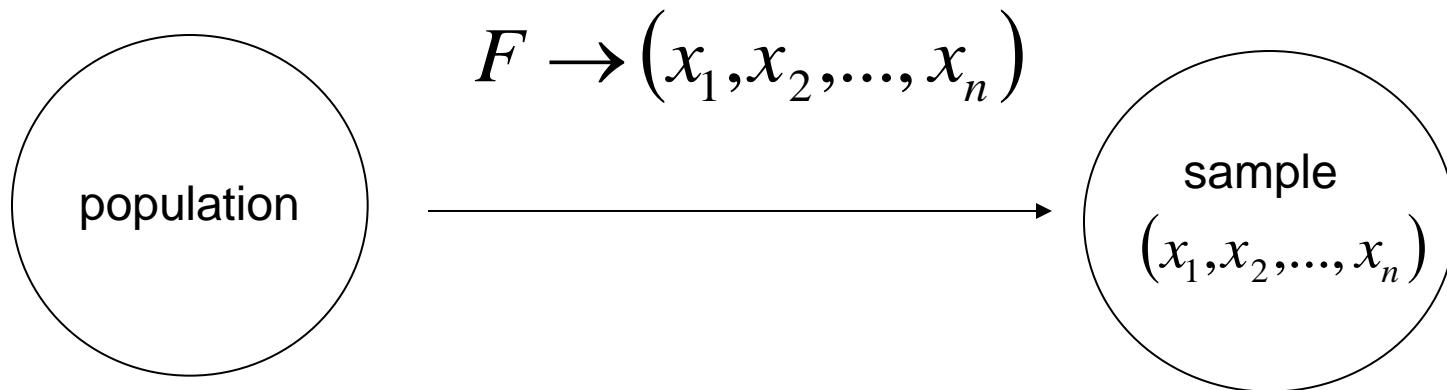 F → (x₁,x₂,..., xₙ)
population
sample
(x₁,x₂,..., xₙ)